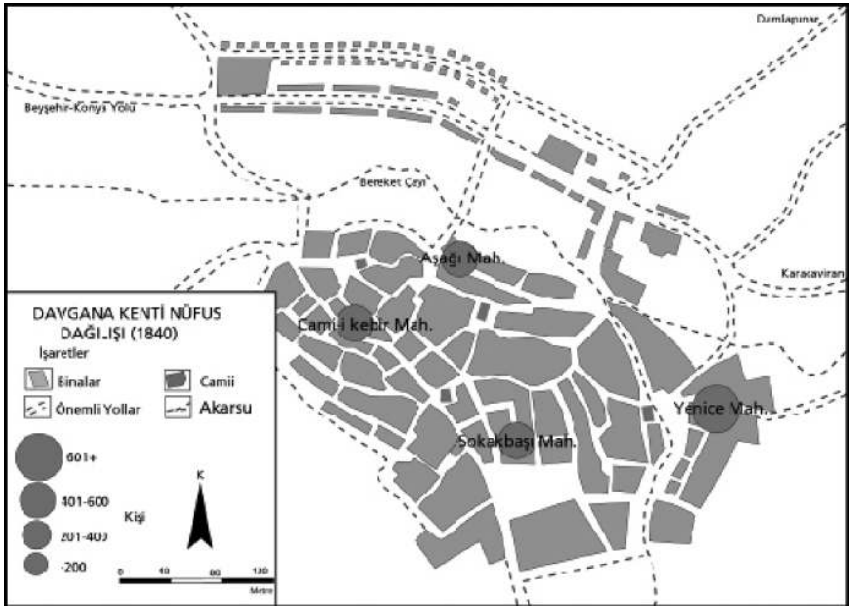 Damlapınar
Beyşehir-Konya Yolu
Bereket Çayı
Aşağı Mah.
Karaviran
Cami-i kebir Mah.
Yenice Mah.
Sokakbaşı Mah.
DAVGANA KENTİ NÜFUS
DAĞILIŞI (1840)
İşaretler
Binalar
Camii
Önemli Yollar
Akarsu
601+
401-600
201-400
-200
Kişi
K
0 40 80 120
Metre